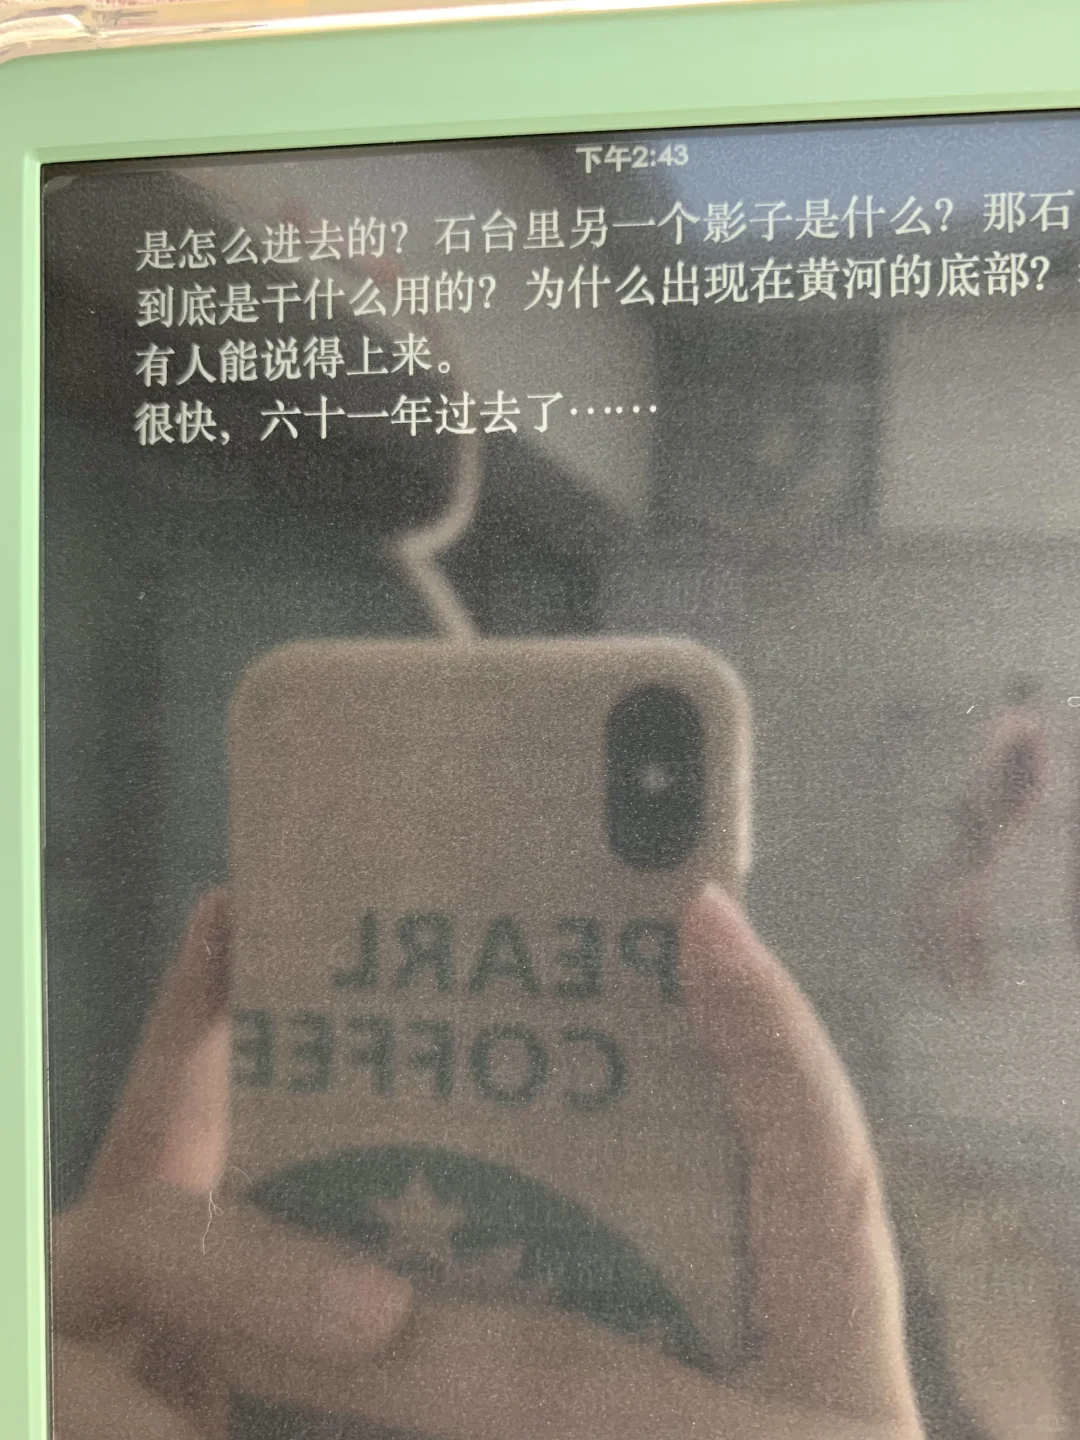 下午2:43
是怎么进去的？石台里另一个影子是什么？那石
到底是干什么用的？为什么出现在黄河的底部？
有人能说得上来。
很快，六十一年过去了……
PEARL
COFFEE